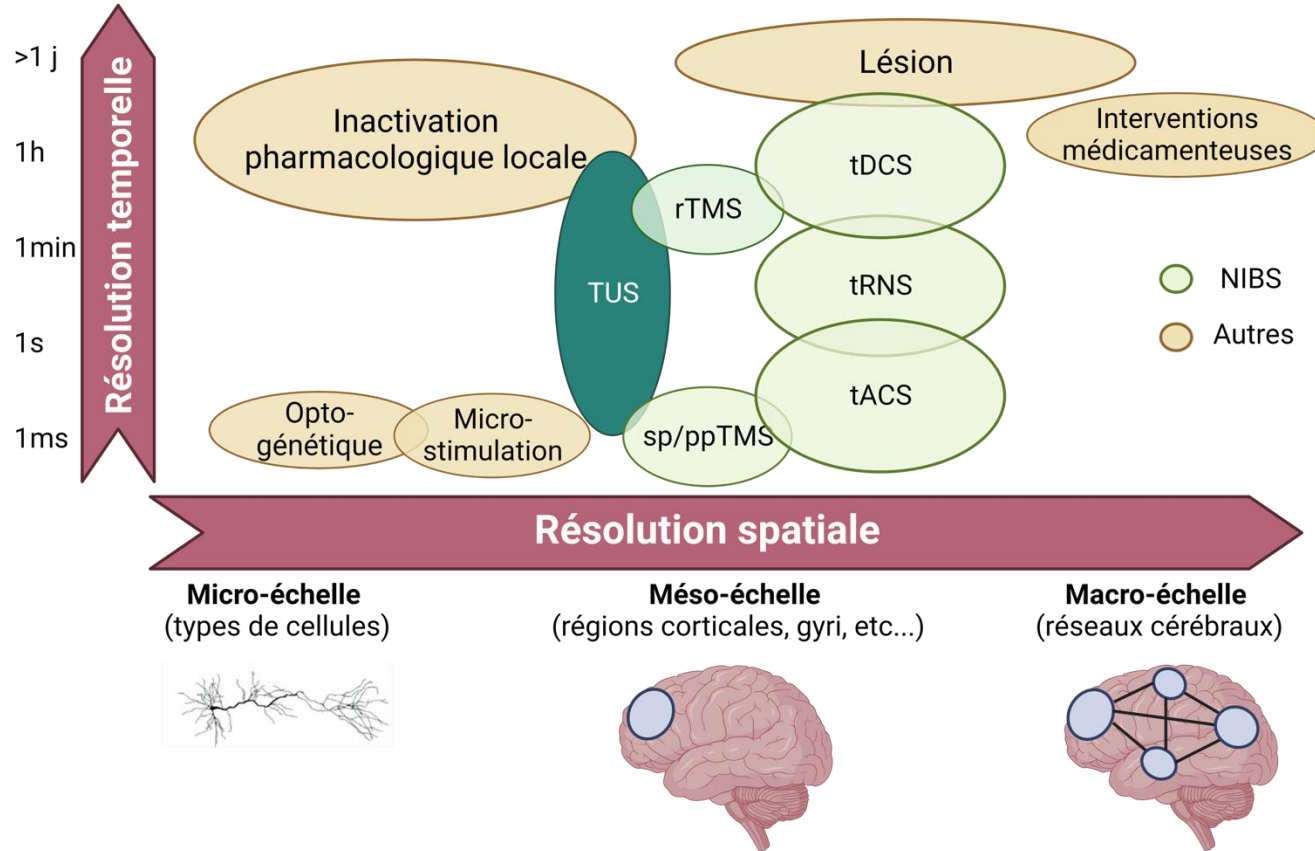 Résolution temporelle
>1 j
1h
1min
1s
1ms
Lésion
Inactivation
pharmacologique locale
Interventions
médicamenteuses
tDCS
rTMS
TUS
tRNS
NIBS
Autres
tACS
Opto-
génétique
Micro-
stimulation
sp/ppTMS
Résolution spatiale
Micro-échelle
(types de cellules)
Méso-échelle
(régions corticales, gyri, etc...)
Macro-échelle
(réseaux cérébraux)